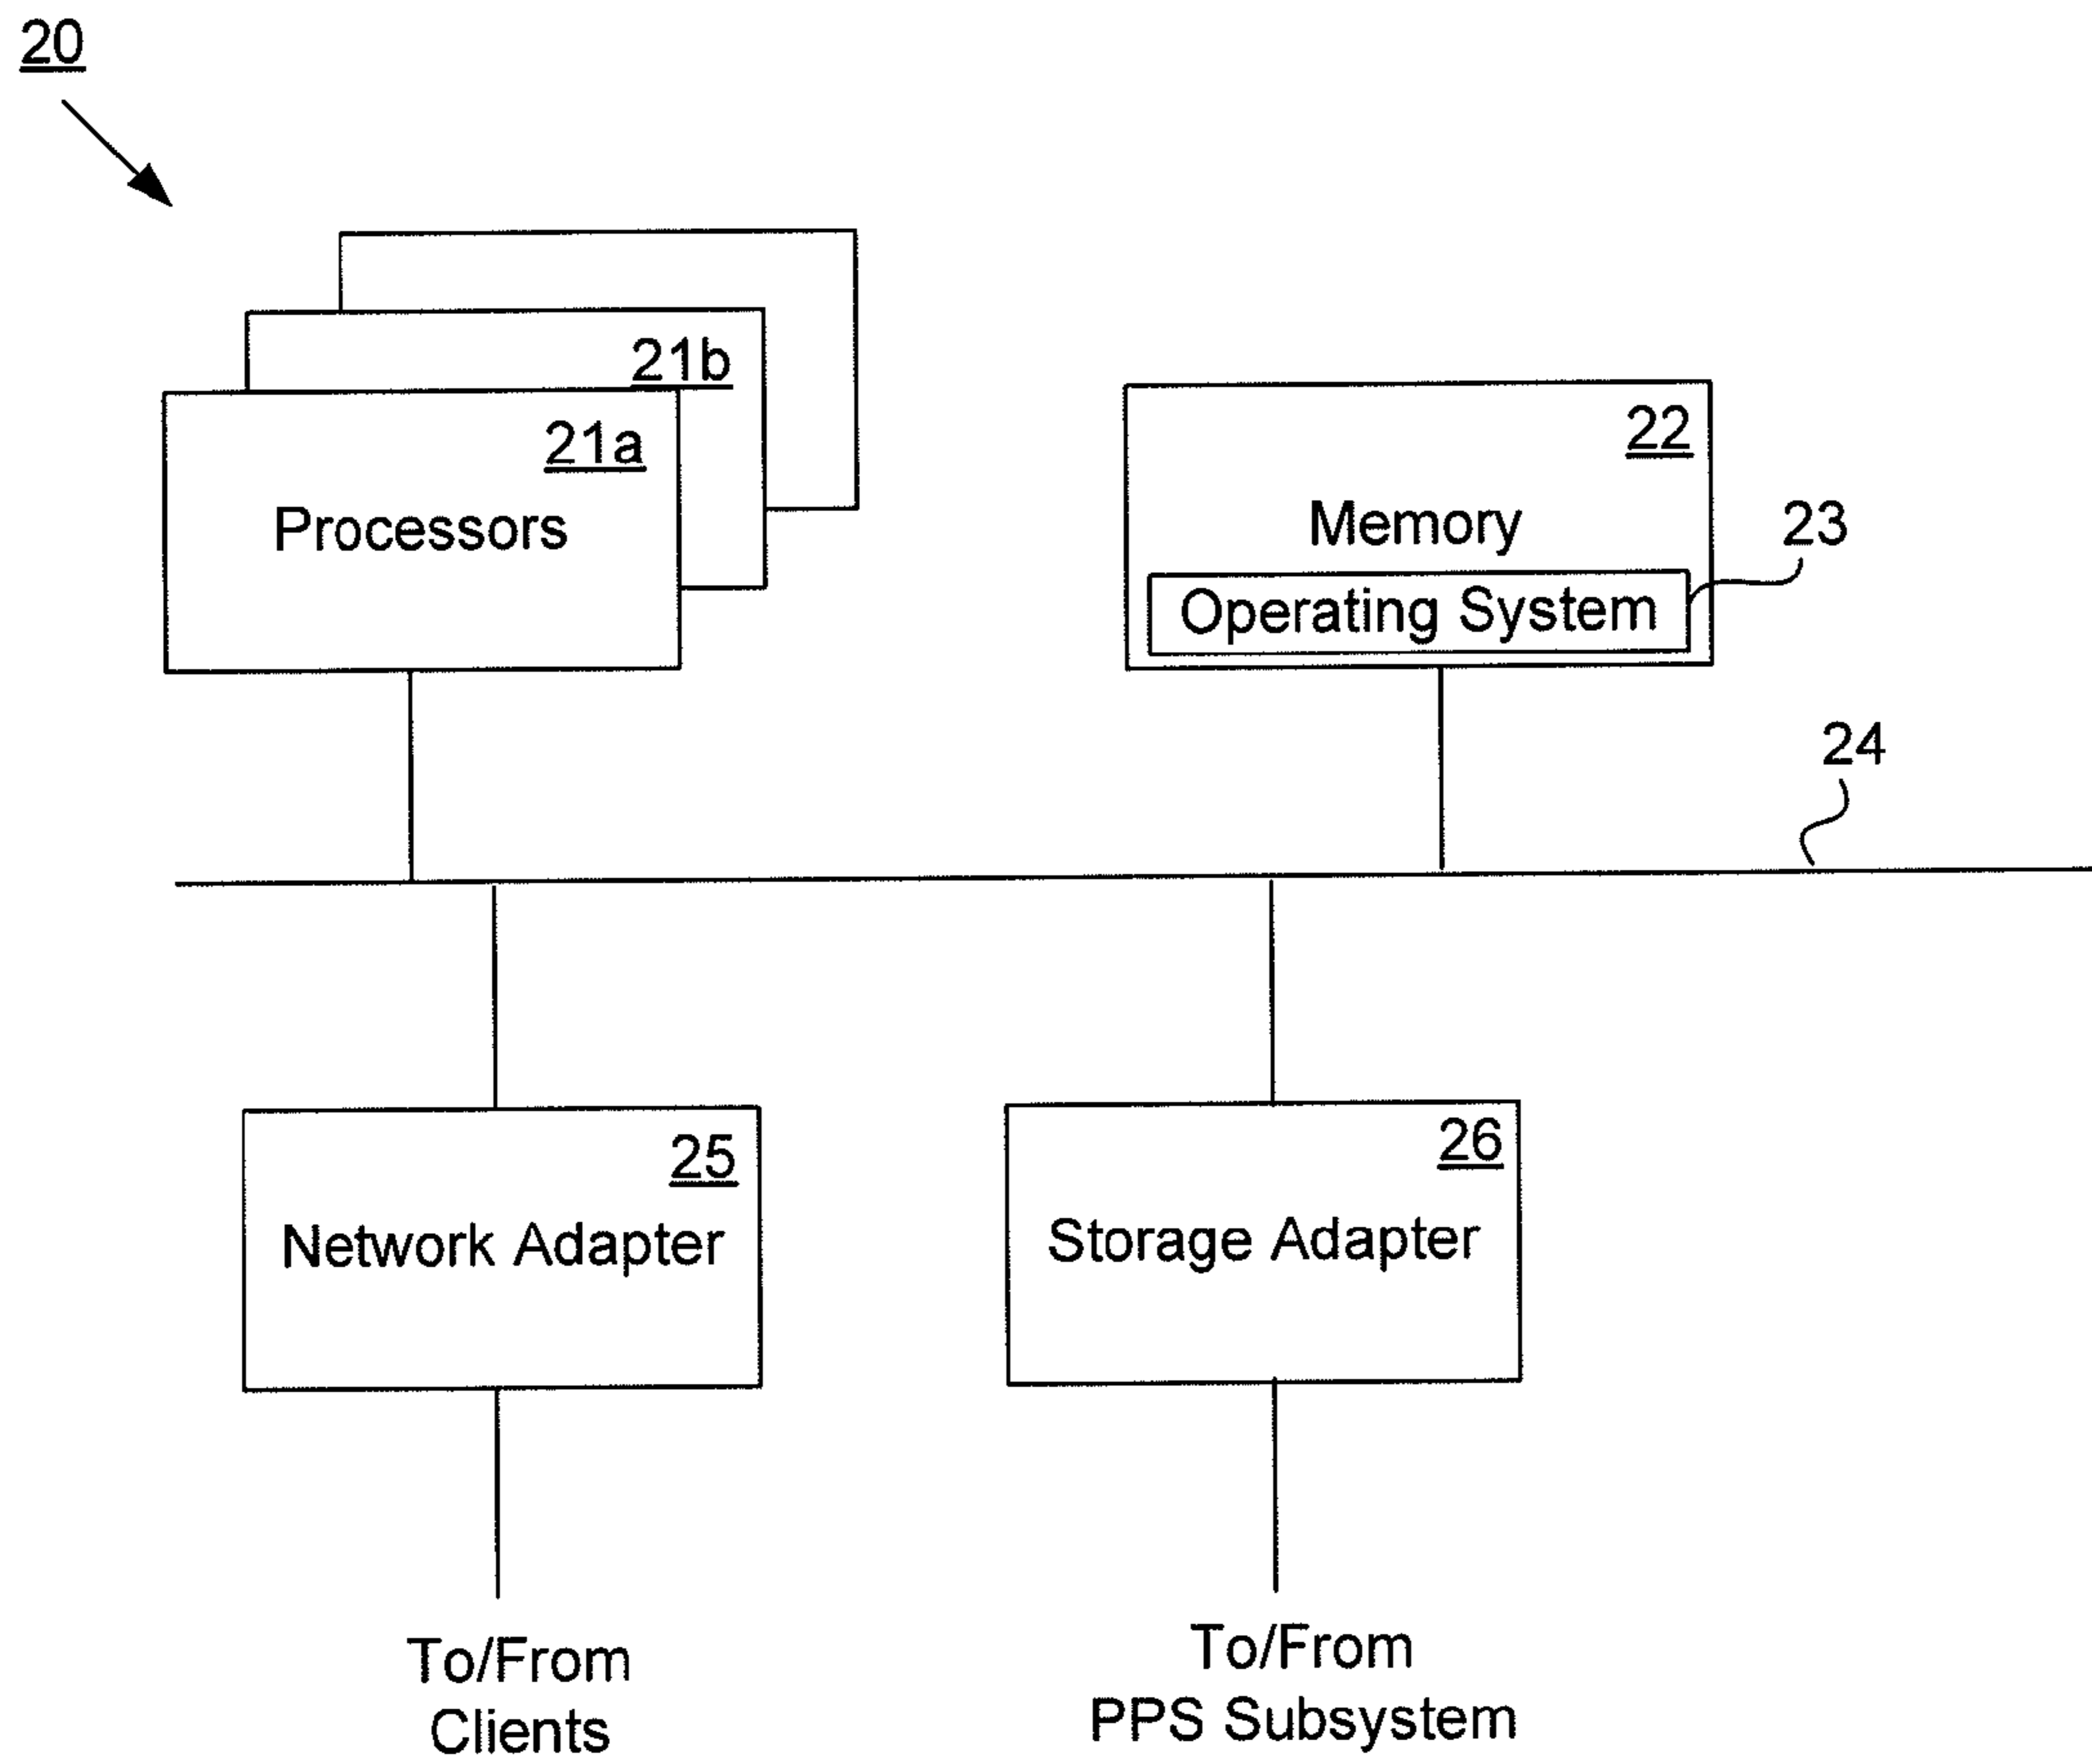 20
21b
21a
Processors
22
Memory
23
Operating System
24
25
Network Adapter
26
Storage Adapter
To/From
Clients
To/From
PPS Subsystem